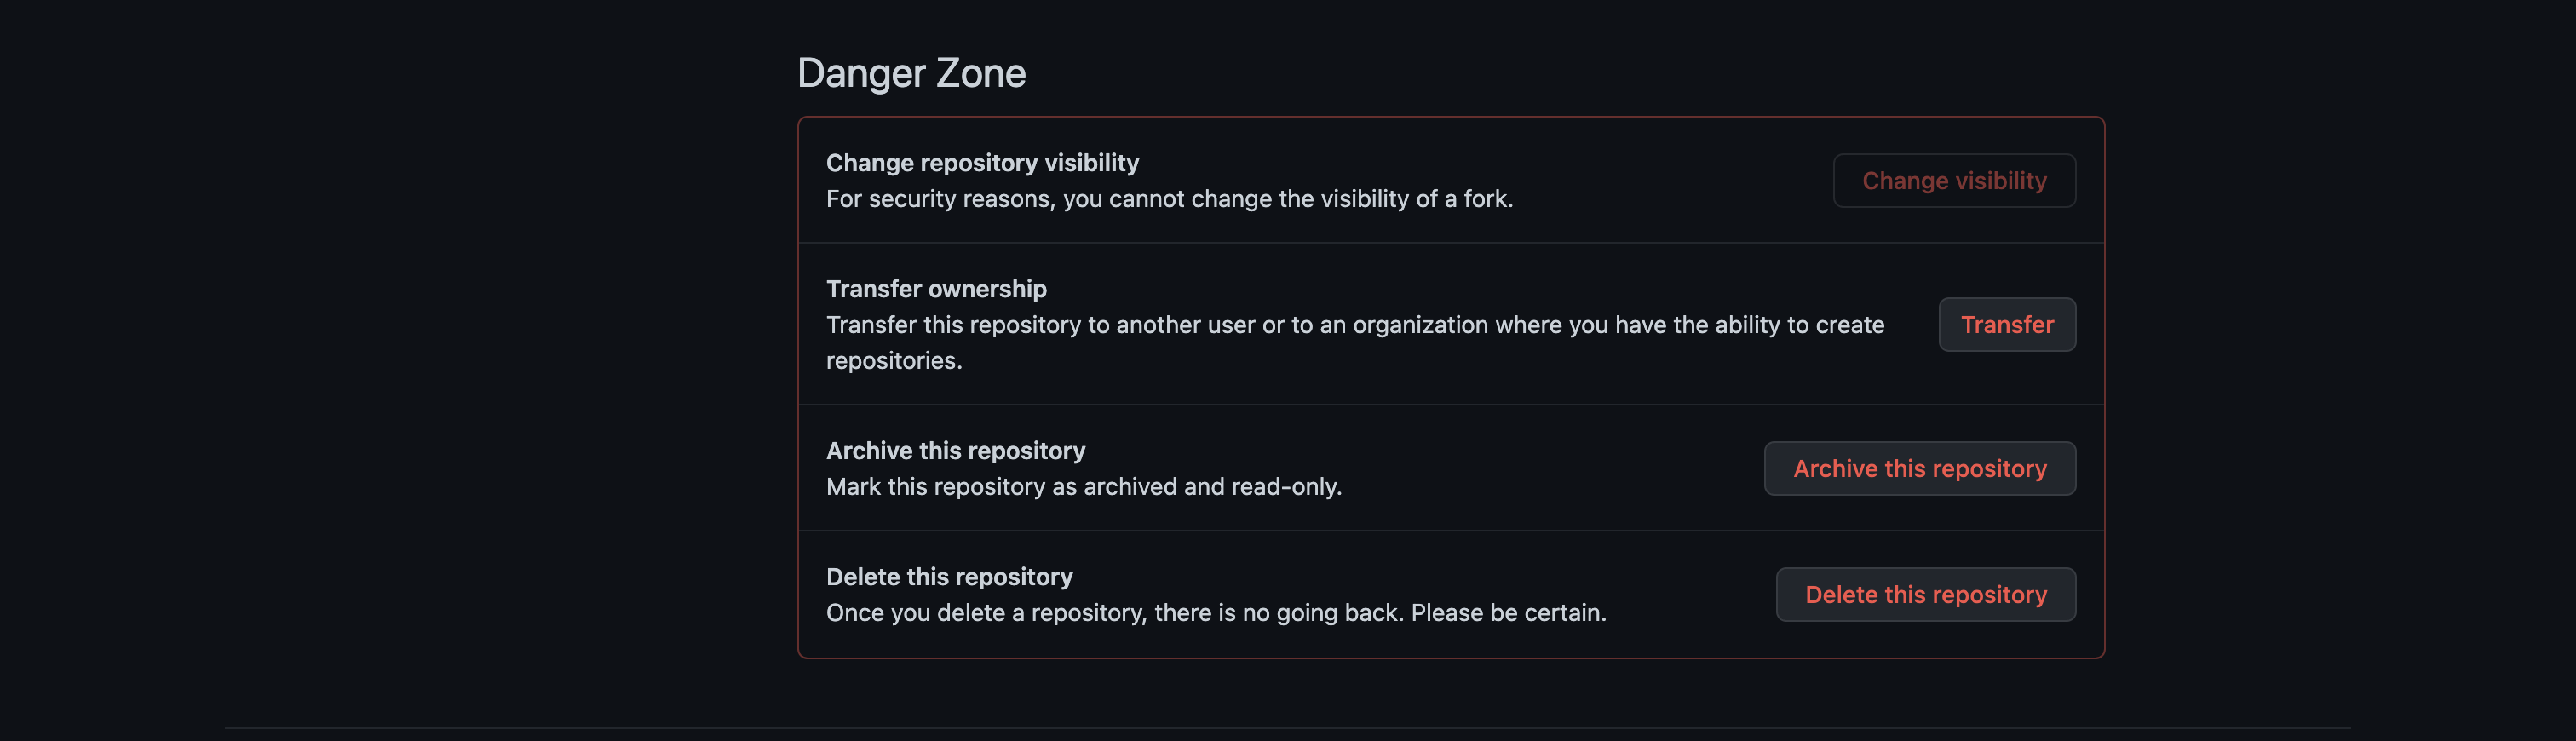 Danger Zone
Change repository visibility
For security reasons, you cannot change the visibility of a fork.
Change visibility
Transfer ownership
Transfer this repository to another user or to an organization where you have the ability to create
repositories.
Transfer
Archive this repository
Mark this repository as archived and read-only.
Archive this repository
Delete this repository
Once you delete a repository, there is no going back. Please be certain.
Delete this repository